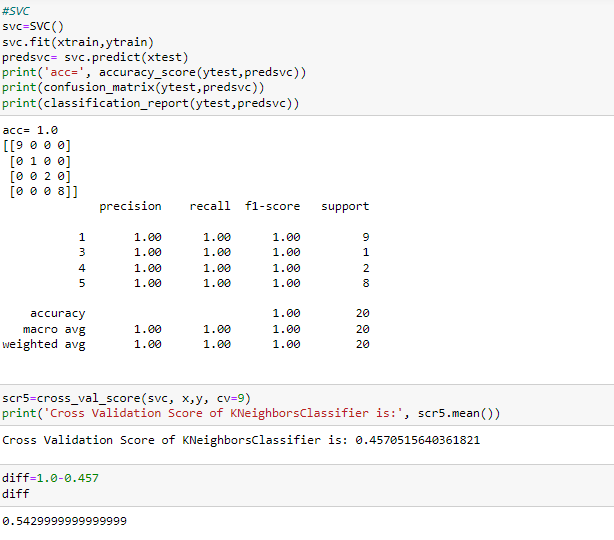 #SVC
svc=SVC()
svc.fit(xtrain,ytrain)
predsvc= svc.predict(xtest)
print('acc=', accuracy_score(ytest,predsvc))
print(confusion_matrix(ytest,predsvc))
print(classification_report(ytest,predsvc))
acc= 1.0
[[9 0 0 0]
[0 1 0 0]
[0 0 2 0]
[0 0 0 8]]
precision recall f1-score support
1 1.00 1.00 1.00 9
3 1.00 1.00 1.00 1
4 1.00 1.00 1.00 2
5 1.00 1.00 1.00 8
accuracy 1.00 20
macro avg 1.00 1.00 1.00 20
weighted avg 1.00 1.00 1.00 20
scr5=cross_val_score(svc, x,y, cv=9)
print('Cross Validation Score of KNeighborsClassifier is:', scr5.mean())
Cross Validation Score of KNeighborsClassifier is: 0.4570515640361821
diff=1.0-0.457
diff
0.5429999999999999